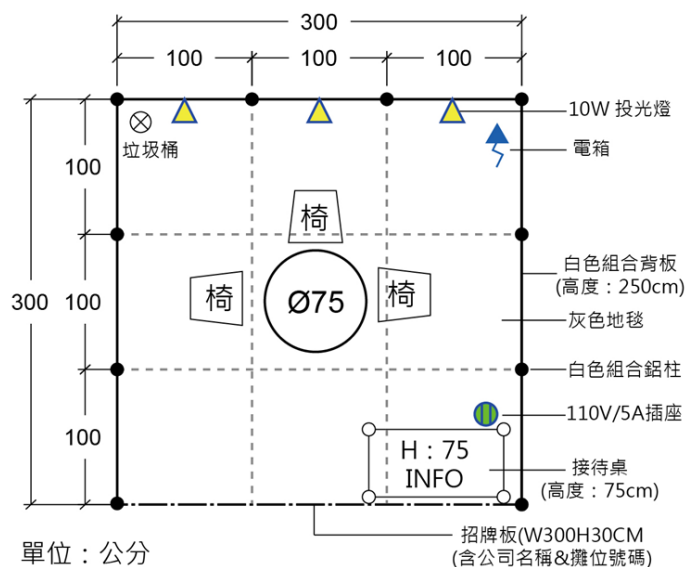 300
100
100
100
10W 投光燈
垃圾桶
電箱
100
椅
白色組合背板
(高度：250cm)
300
100
椅
Ø75
椅
灰色地毯
白色組合鋁柱
110V/5A插座
100
H：75
INFO
接待桌
(高度：75cm)
招牌板(W300H30CM
(含公司名稱&攤位號碼)
單位：公分